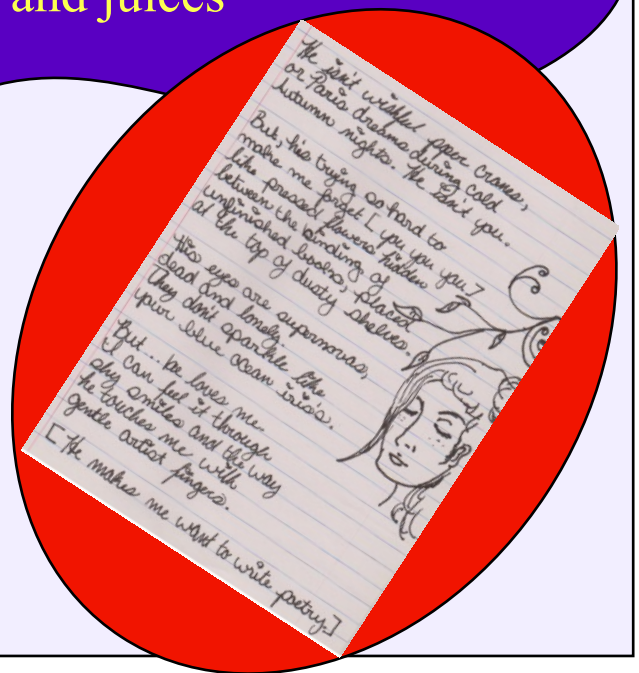 and juices
He isn't wishful paper cranes,
or Paris dreams during cold
Autumn nights. He isn't you.
But, his trying so hard to
make me forget [you you you?]
like pressed flowers hidden
between the binding of
unfinished books, placed
at the top of dusty shelves,
His eyes are supernovas,
dead and lonely.
They don't sparkle like
your blue ocean iris's.
But... he loves me
I can feel it through
shy smiles and the way
he touches me with
gentle artist fingers.
[He makes me want to write poetry.]